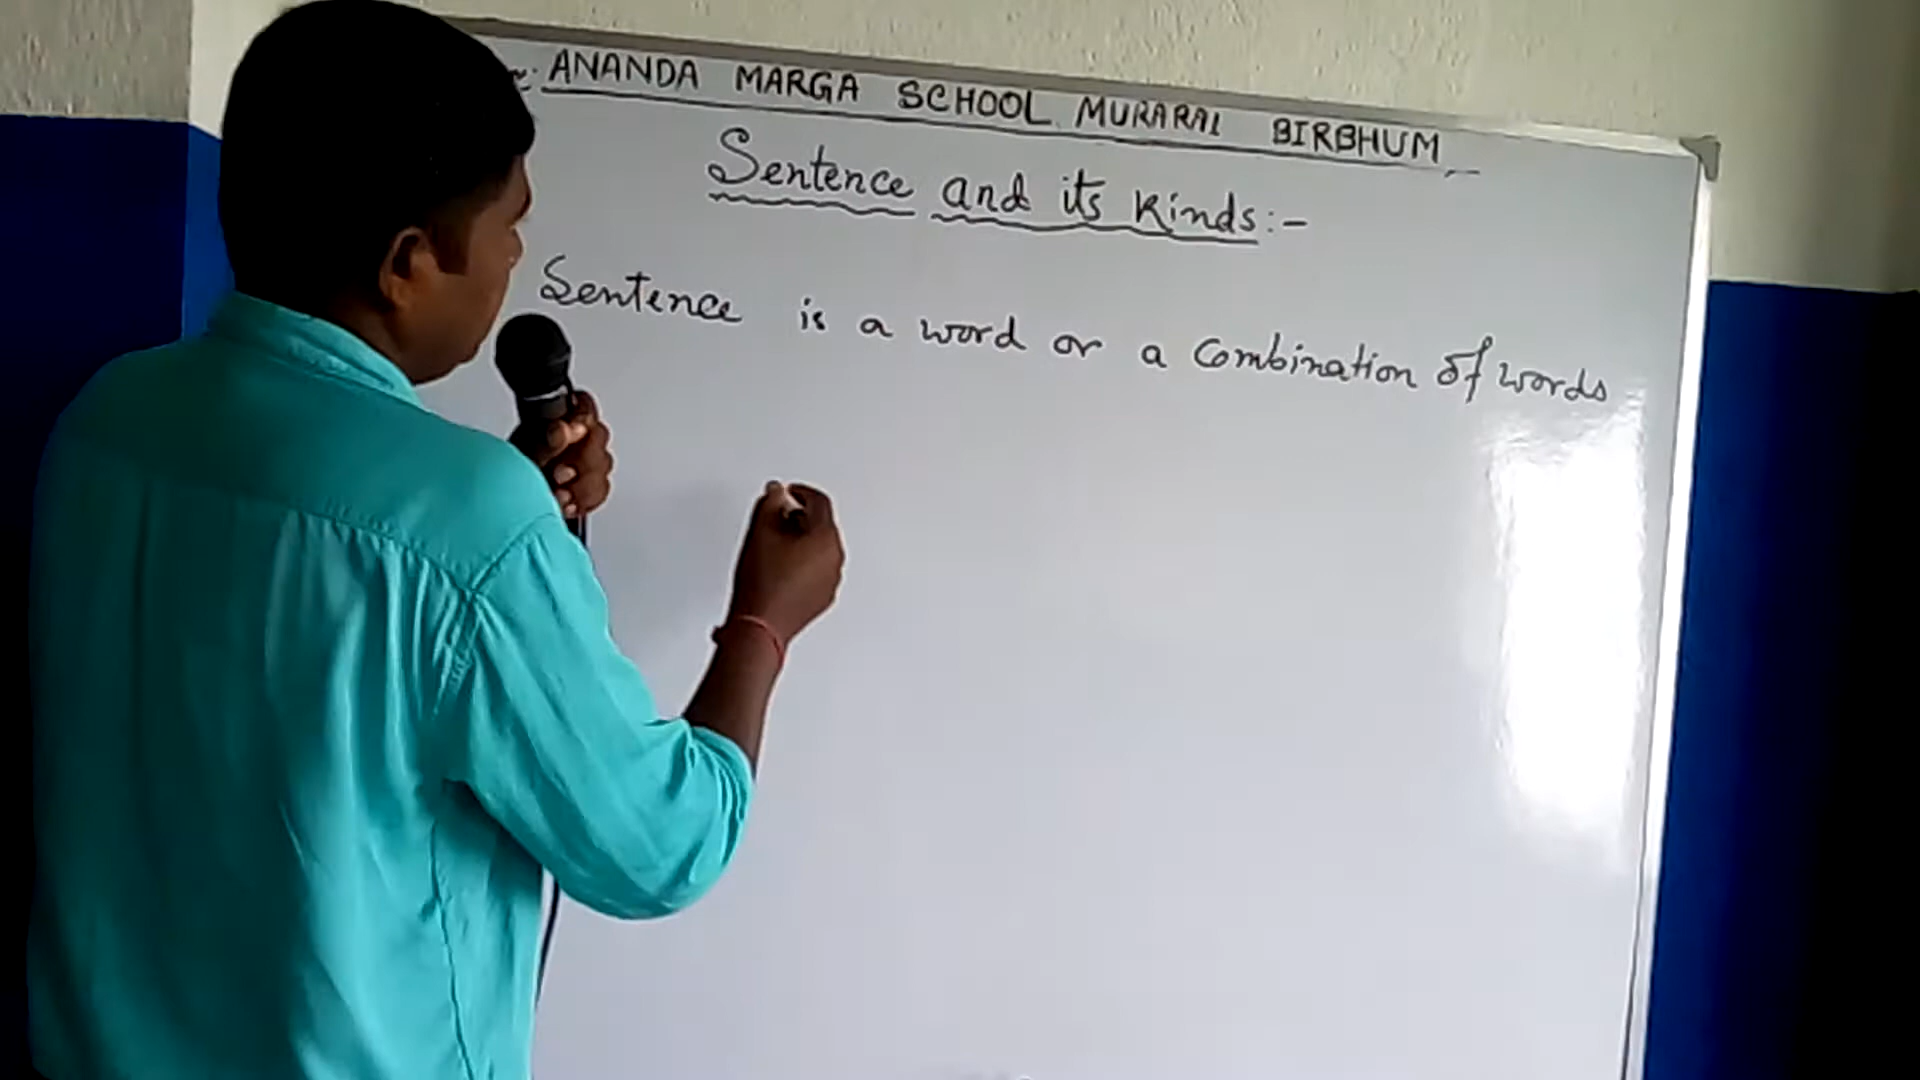 ANANDA MARGA SCHOOL MURARAI BIRBHUM
Sentence and its Kinds:-
Sentence is a word or a combination of words